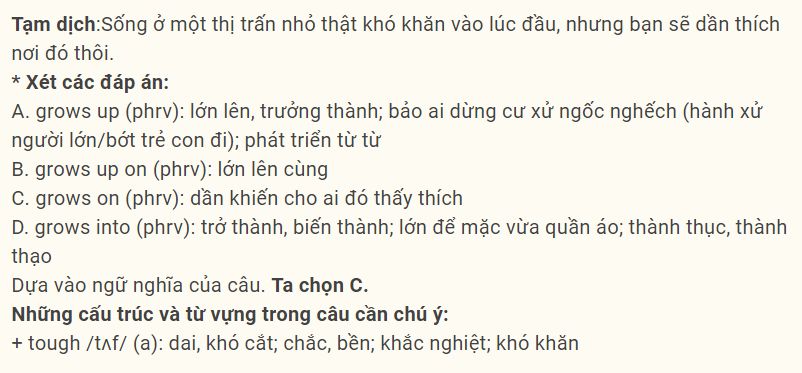 Tạm dịch:Sống ở một thị trấn nhỏ thật khó khăn vào lúc đầu, nhưng bạn sẽ dần thích
nơi đó thôi.
* Xét các đáp án:
A. grows up (phrv): lớn lên, trưởng thành; bảo ai dừng cư xử ngốc nghếch (hành xử
người lớn/bớt trẻ con đi); phát triển từ từ
B. grows up on (phrv): lớn lên cùng
C. grows on (phrv): dần khiến cho ai đó thấy thích
D. grows into (phrv): trở thành, biến thành; lớn để mặc vừa quần áo; thành thục, thành
thạo
Dựa vào ngữ nghĩa của câu. Ta chọn C.
Những cấu trúc và từ vựng trong câu cần chú ý:
+ tough /tʌf/ (a): dai, khó cắt; chắc, bền; khắc nghiệt; khó khăn